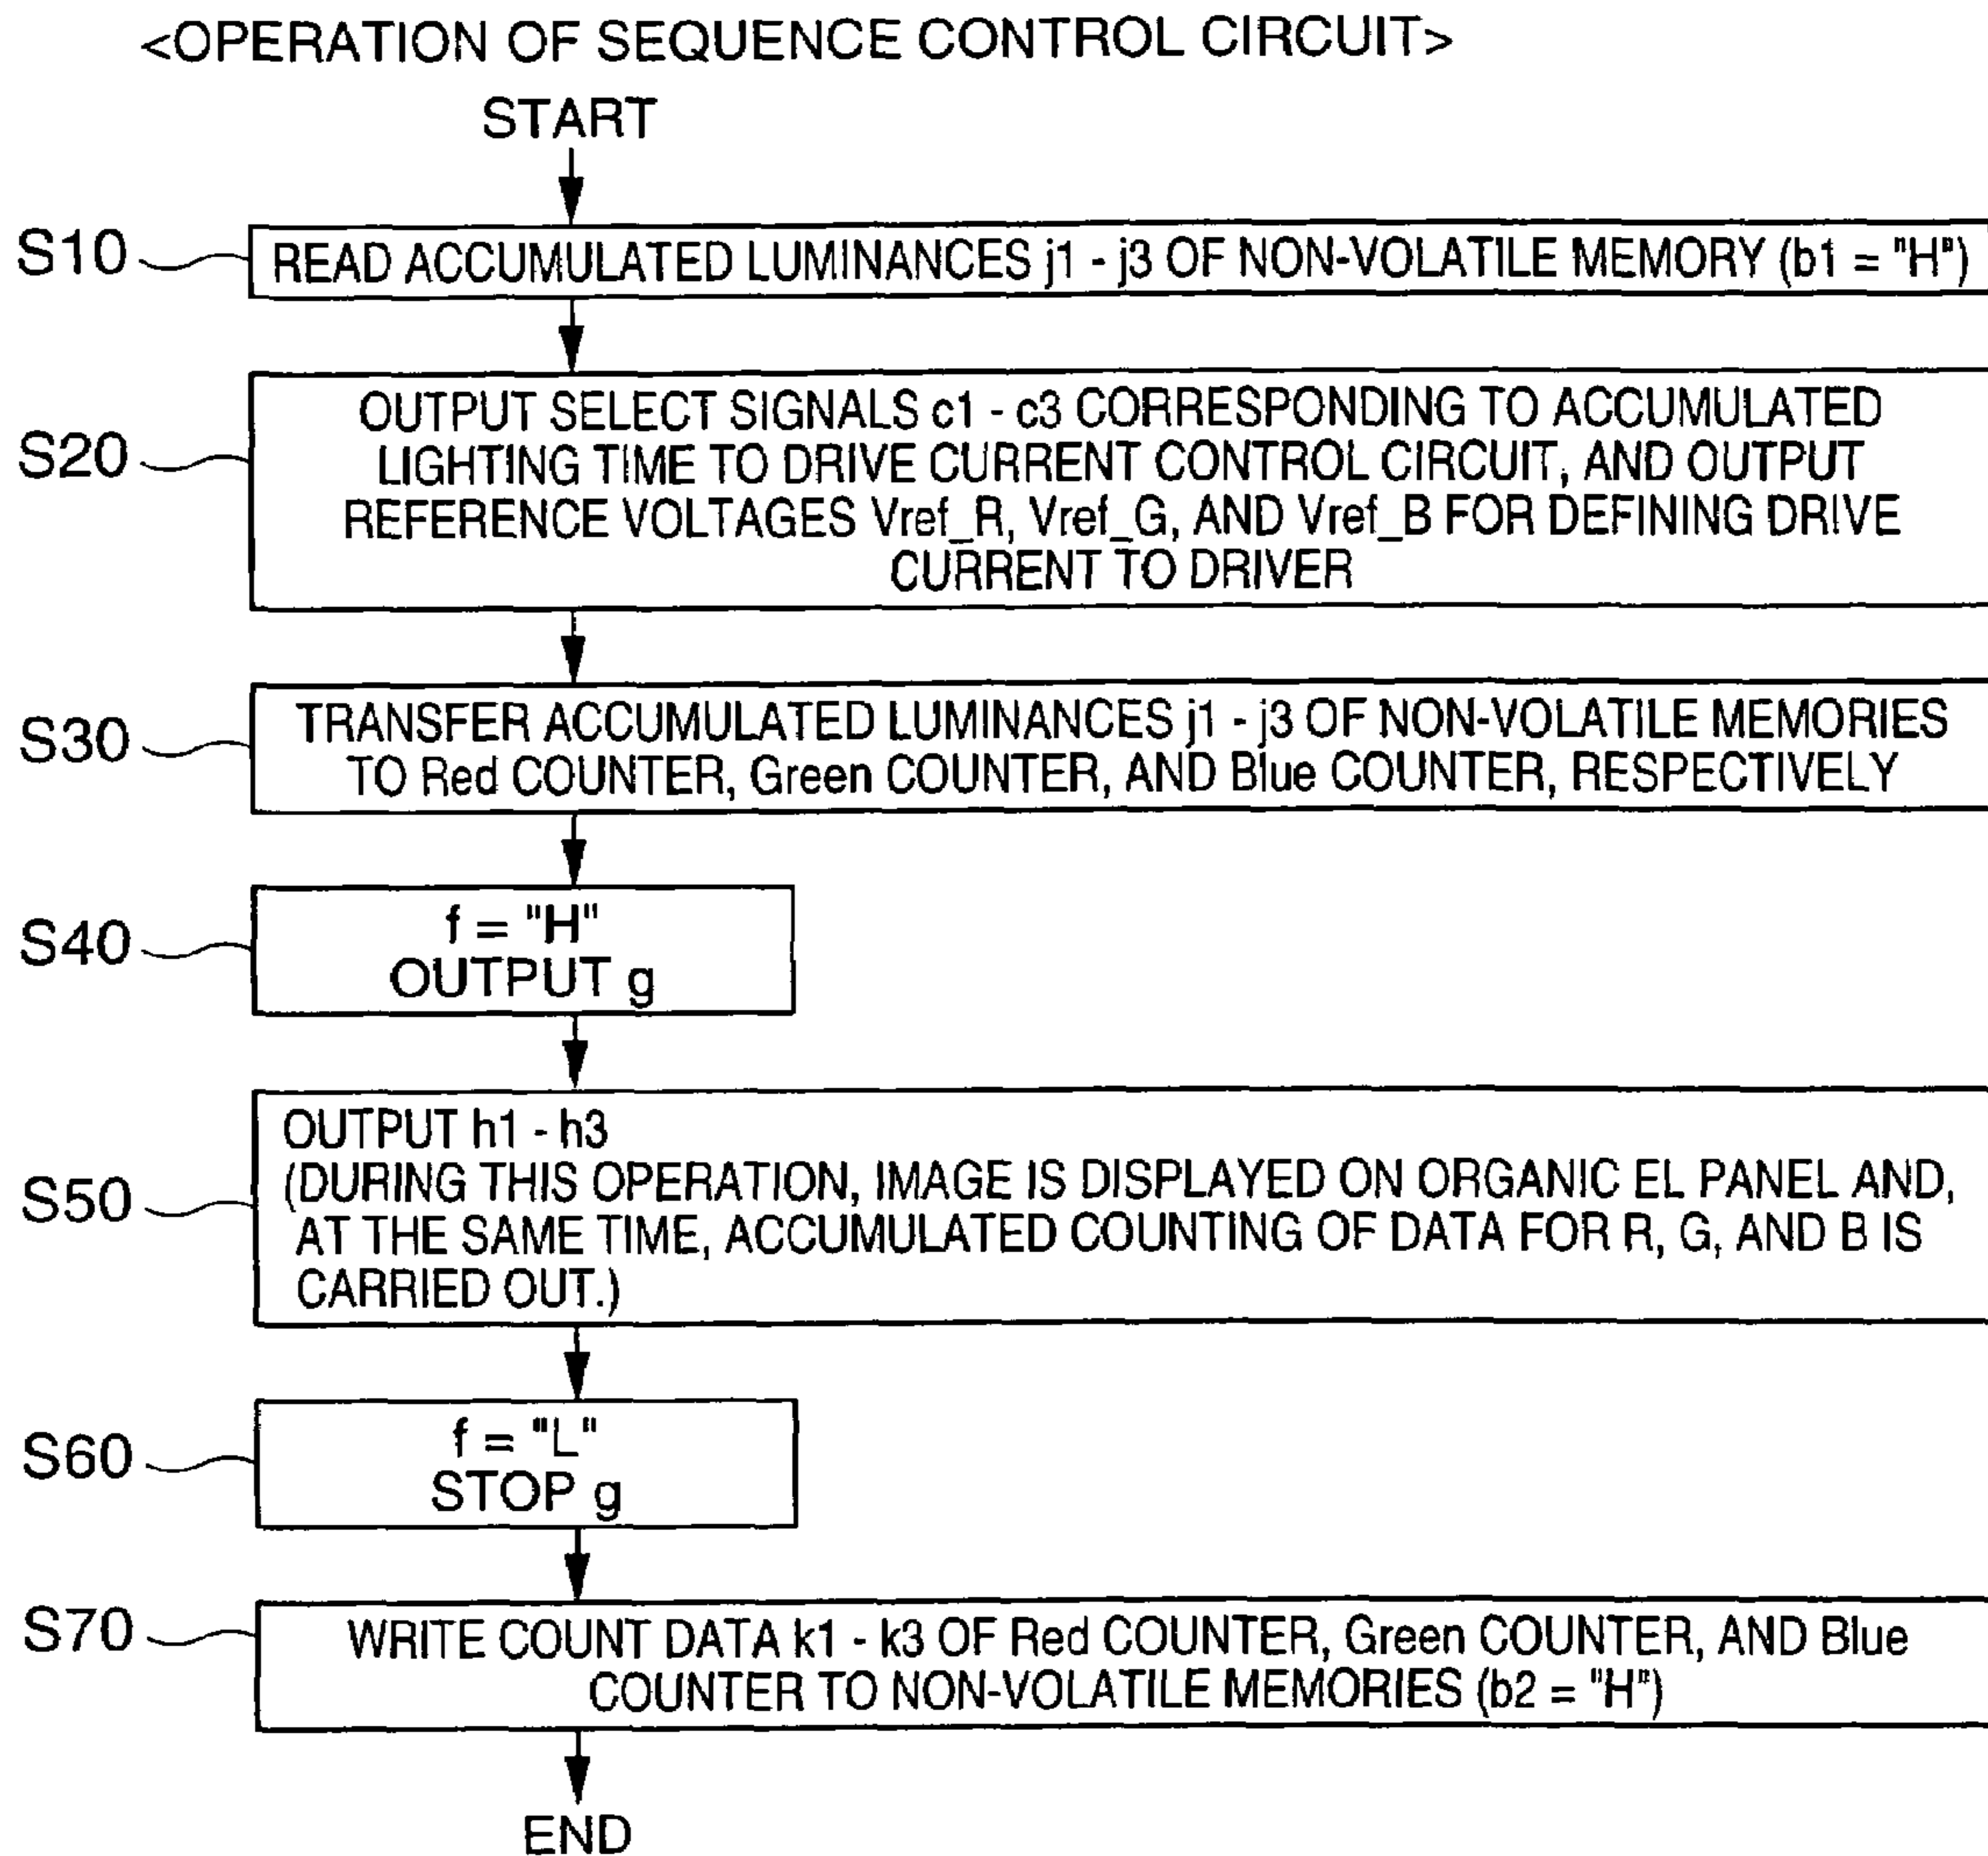 <OPERATION OF SEQUENCE CONTROL CIRCUIT>
START
S10
READ ACCUMULATED LUMINANCES j1 - j3 OF NON-VOLATILE MEMORY (b1 = "H")
S20
OUTPUT SELECT SIGNALS c1 - c3 CORRESPONDING TO ACCUMULATED
LIGHTING TIME TO DRIVE CURRENT CONTROL CIRCUIT, AND OUTPUT
REFERENCE VOLTAGES Vref_R, Vref_G, AND Vref_B FOR DEFINING DRIVE
CURRENT TO DRIVER
S30
TRANSFER ACCUMULATED LUMINANCES j1 - j3 OF NON-VOLATILE MEMORIES
TO Red COUNTER, Green COUNTER, AND Blue COUNTER, RESPECTIVELY
S40
f = "H"
OUTPUT g
S50
OUTPUT h1 - h3
(DURING THIS OPERATION, IMAGE IS DISPLAYED ON ORGANIC EL PANEL AND,
AT THE SAME TIME, ACCUMULATED COUNTING OF DATA FOR R, G, AND B IS
CARRIED OUT.)
S60
f = "L"
STOP g
S70
WRITE COUNT DATA k1 - k3 OF Red COUNTER, Green COUNTER, AND Blue
COUNTER TO NON-VOLATILE MEMORIES (b2 = "H")
END